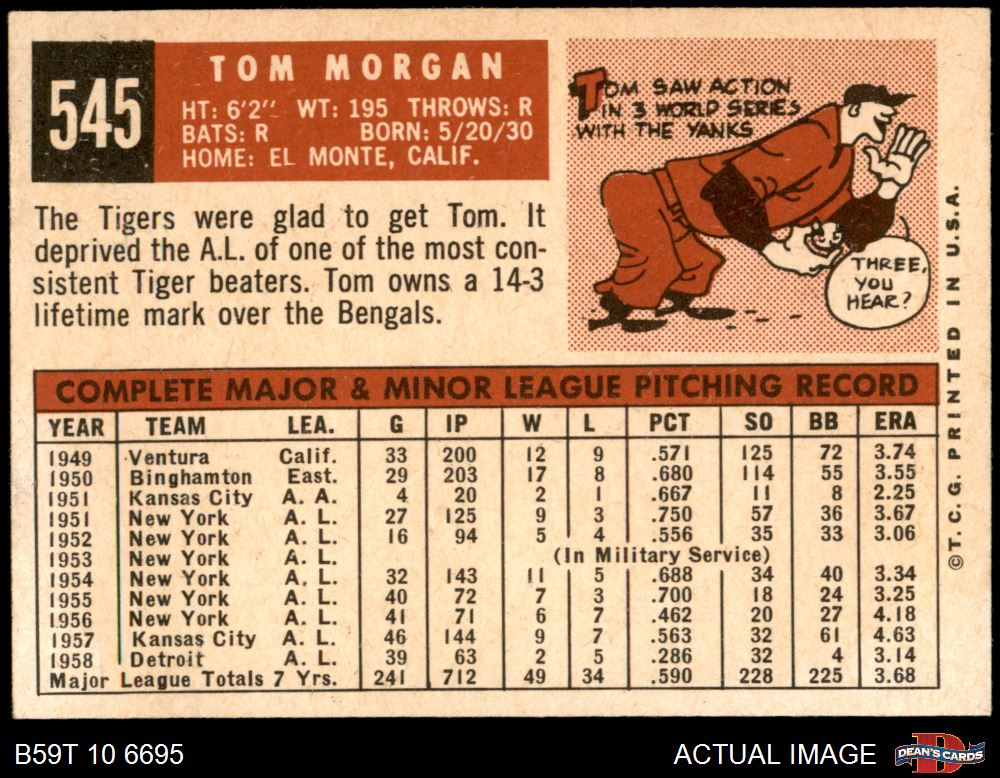 545
TOM MORGAN
HT: 6'2" WT: 195 THROWS: R
BATS: R BORN: 5/20/30
HOME: EL MONTE, CALIF.
The Tigers were glad to get Tom. It
deprived the A.L. of one of the most con-
sistent Tiger beaters. Tom owns a 14-3
lifetime mark over the Bengals.
TOM SAW ACTION
IN 3 WORLD SERIES
WITH THE YANKS
THREE,
YOU
HEAR?
COMPLETE MAJOR & MINOR LEAGUE PITCHING RECORD
YEAR TEAM LEA. G IP W L PCT SO BB ERA
1949 Ventura Calif. 33 200 12 9 .571 125 72 3.74
1950 Binghamton East. 29 203 17 8 .680 114 55 3.55
1951 Kansas City A. A. 4 20 2 1 .667 11 8 2.25
1951 New York A. L. 27 125 9 3 .750 57 36 3.67
1952 New York A. L. 16 94 5 4 .556 35 33 3.06
1953 New York A. L. (In Military Service)
1954 New York A. L. 32 143 11 5 .688 34 40 3.34
1955 New York A. L. 40 72 7 3 .700 18 24 3.25
1956 New York A. L. 41 71 6 7 .462 20 27 4.18
1957 Kansas City A. L. 46 144 9 7 .563 32 61 4.63
1958 Detroit A. L. 39 63 2 5 .286 32 4 3.14
Major League Totals 7 Yrs. 241 712 49 34 .590 228 225 3.68
©T.C.G. PRINTED IN U.S.A.
B59T 10 6695
ACTUAL IMAGE
D
DEAN'S CARDS